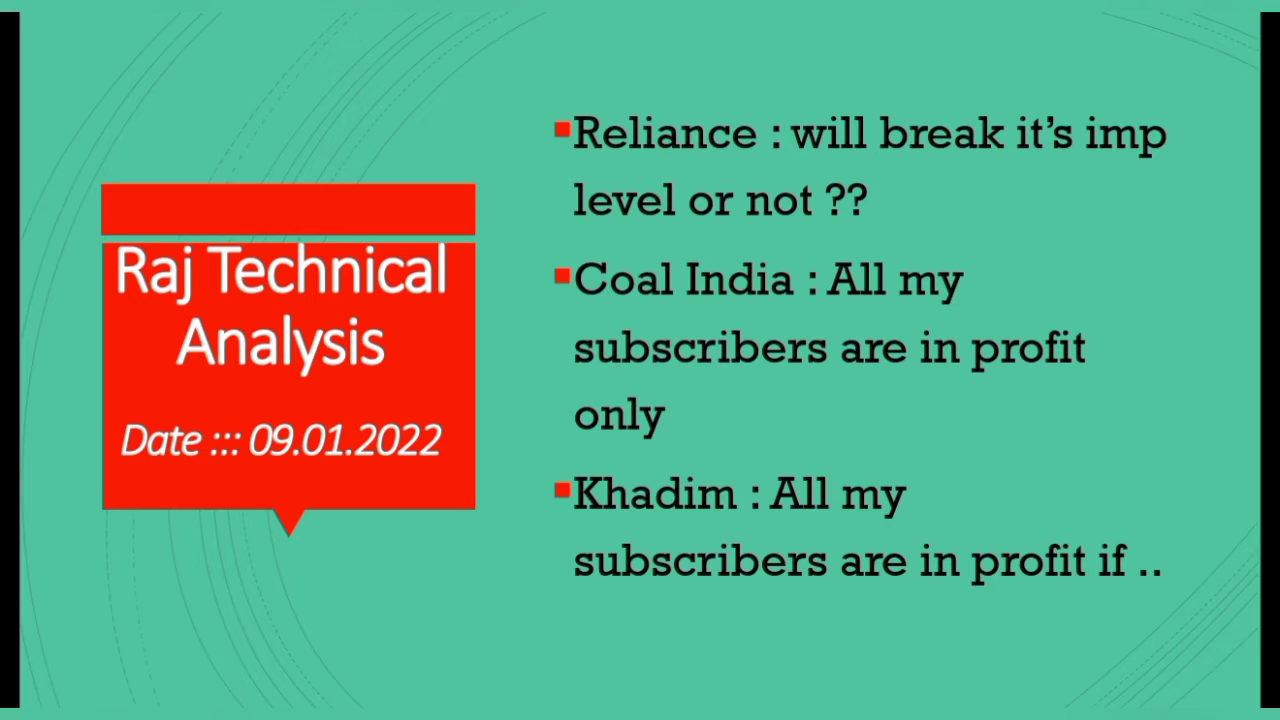 Raj Technical
Analysis
Date ::: 09.01.2022
Reliance : will break it’s imp
level or not ??
Coal India : All my
subscribers are in profit
only
Khadim : All my
subscribers are in profit if ..